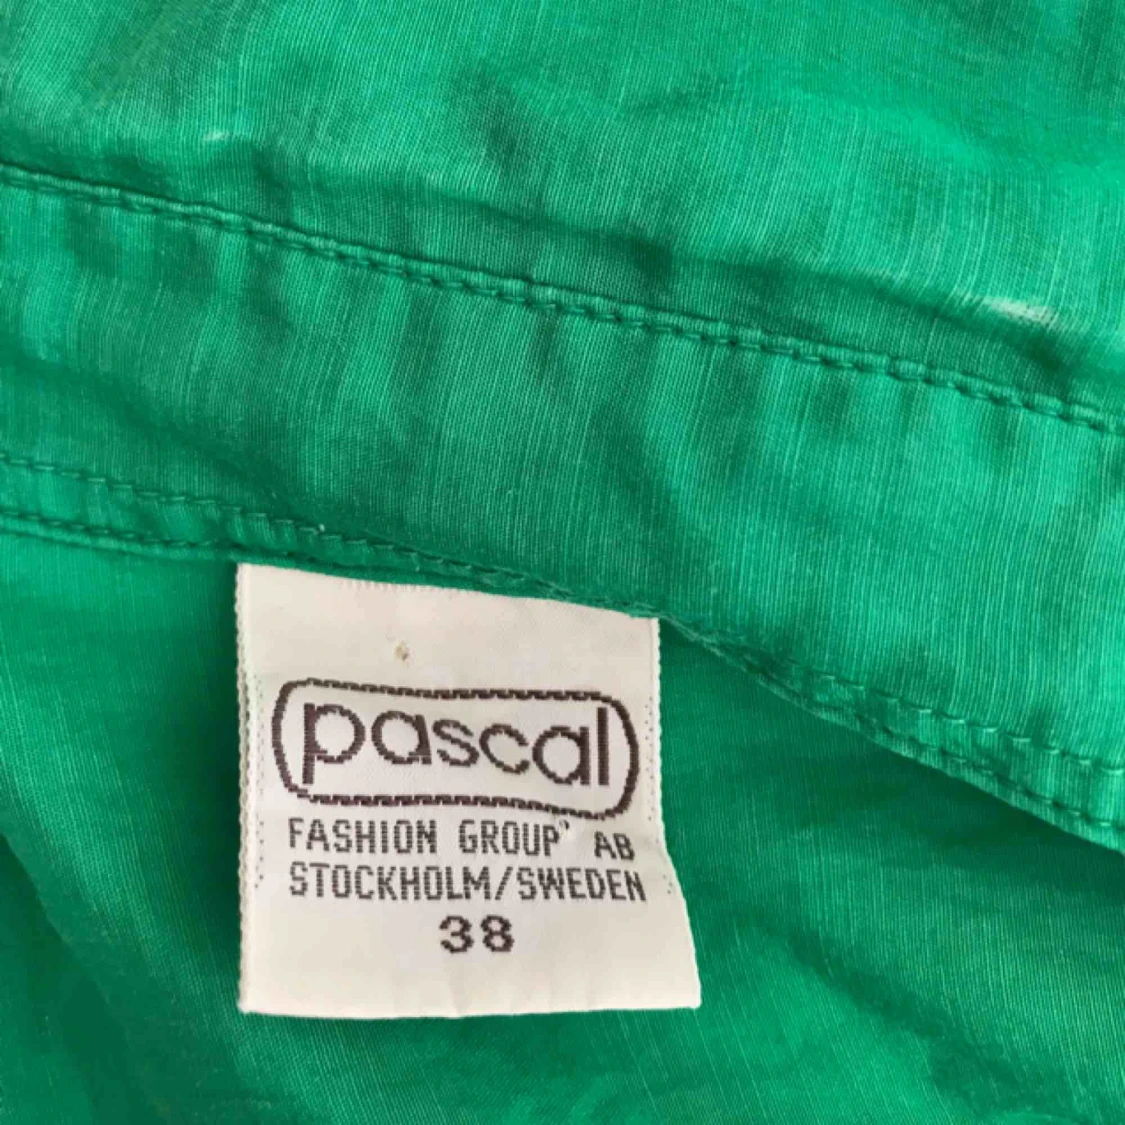 pascal
FASHION GROUP AB
STOCKHOLM/SWEDEN
38